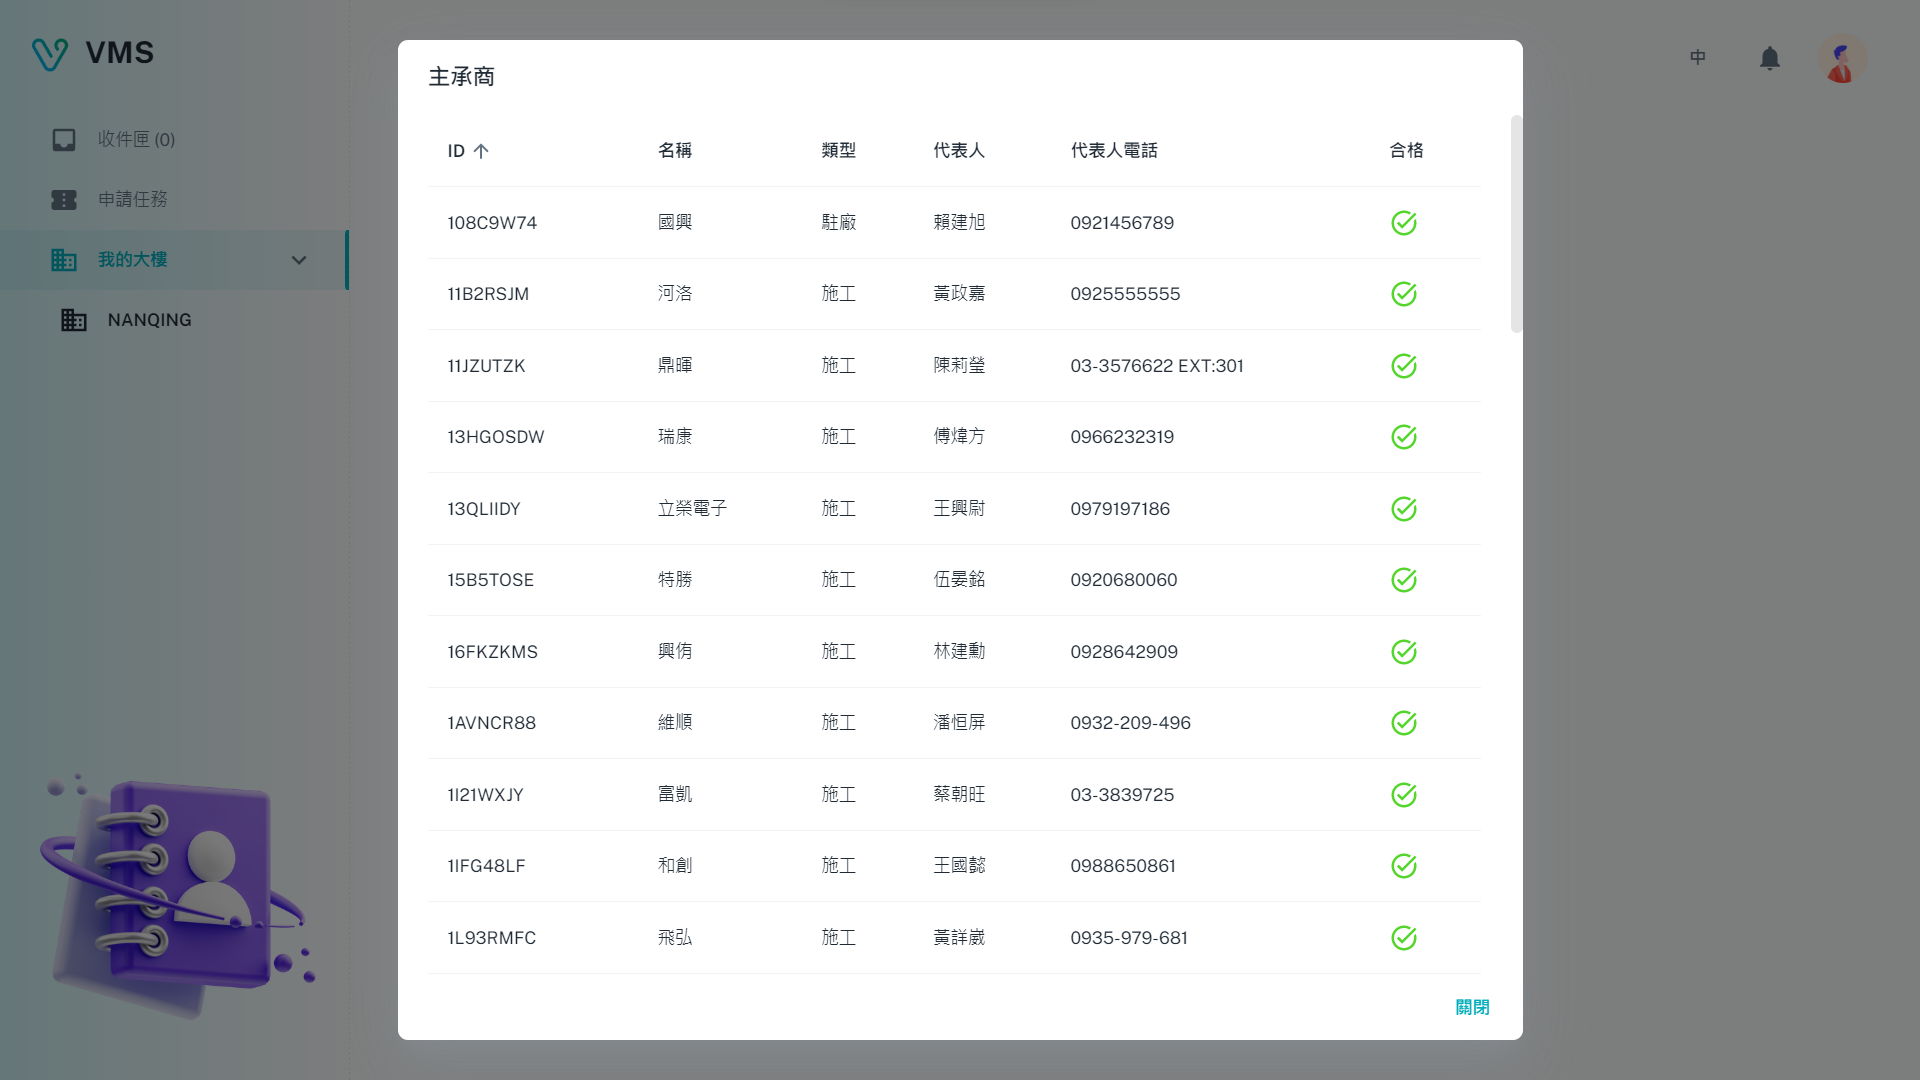 VMS
收件匣 (0)
申請任務
我的大樓
NANQING
主承商
中
ID 名稱 類型 代表人 代表人電話 合格
108C9W74 國興 駐廠 賴建旭 0921456789
11B2RSJM 河洛 施工 黃政嘉 0925555555
11JZUTZK 鼎暉 施工 陳莉瑩 03-3576622 EXT:301
13HGOSDW 瑞康 施工 傅煒方 0966232319
13QLIIDY 立榮電子 施工 王興尉 0979197186
15B5TOSE 特勝 施工 伍晏銘 0920680060
16FKZKMS 興侑 施工 林建勳 0928642909
1AVNCR88 維順 施工 潘恒屏 0932-209-496
1I21WXJY 富凱 施工 蔡朝旺 03-3839725
1IFG48LF 和創 施工 王國懿 0988650861
1L93RMFC 飛弘 施工 黃詳崴 0935-979-681
關閉